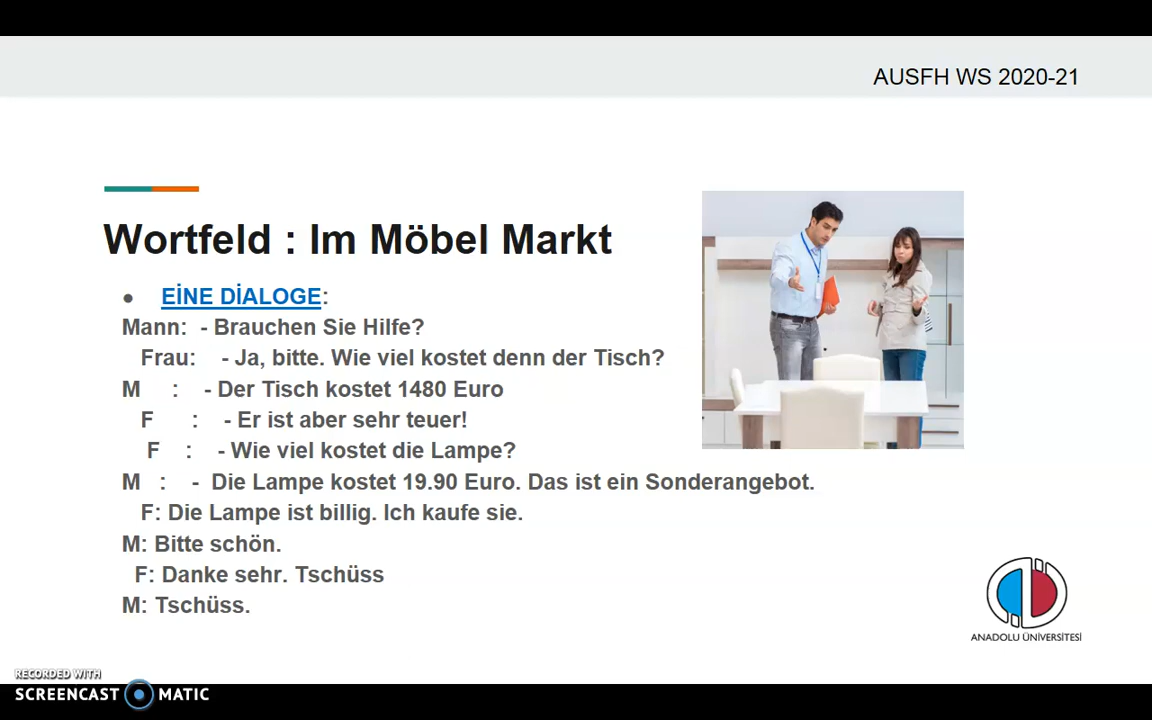 AUSFH WS 2020-21
Wortfeld : Im Möbel Markt
● EİNE DİALOGE:
Mann: - Brauchen Sie Hilfe?
Frau: - Ja, bitte. Wie viel kostet denn der Tisch?
M : - Der Tisch kostet 1480 Euro
F : - Er ist aber sehr teuer!
F : - Wie viel kostet die Lampe?
M : - Die Lampe kostet 19.90 Euro. Das ist ein Sonderangebot.
F: Die Lampe ist billig. Ich kaufe sie.
M: Bitte schön.
F: Danke sehr. Tschüss
M: Tschüss.
ANADOLU ÜNİVERSİTESİ
RECORDED WITH
SCREENCAST MATIC